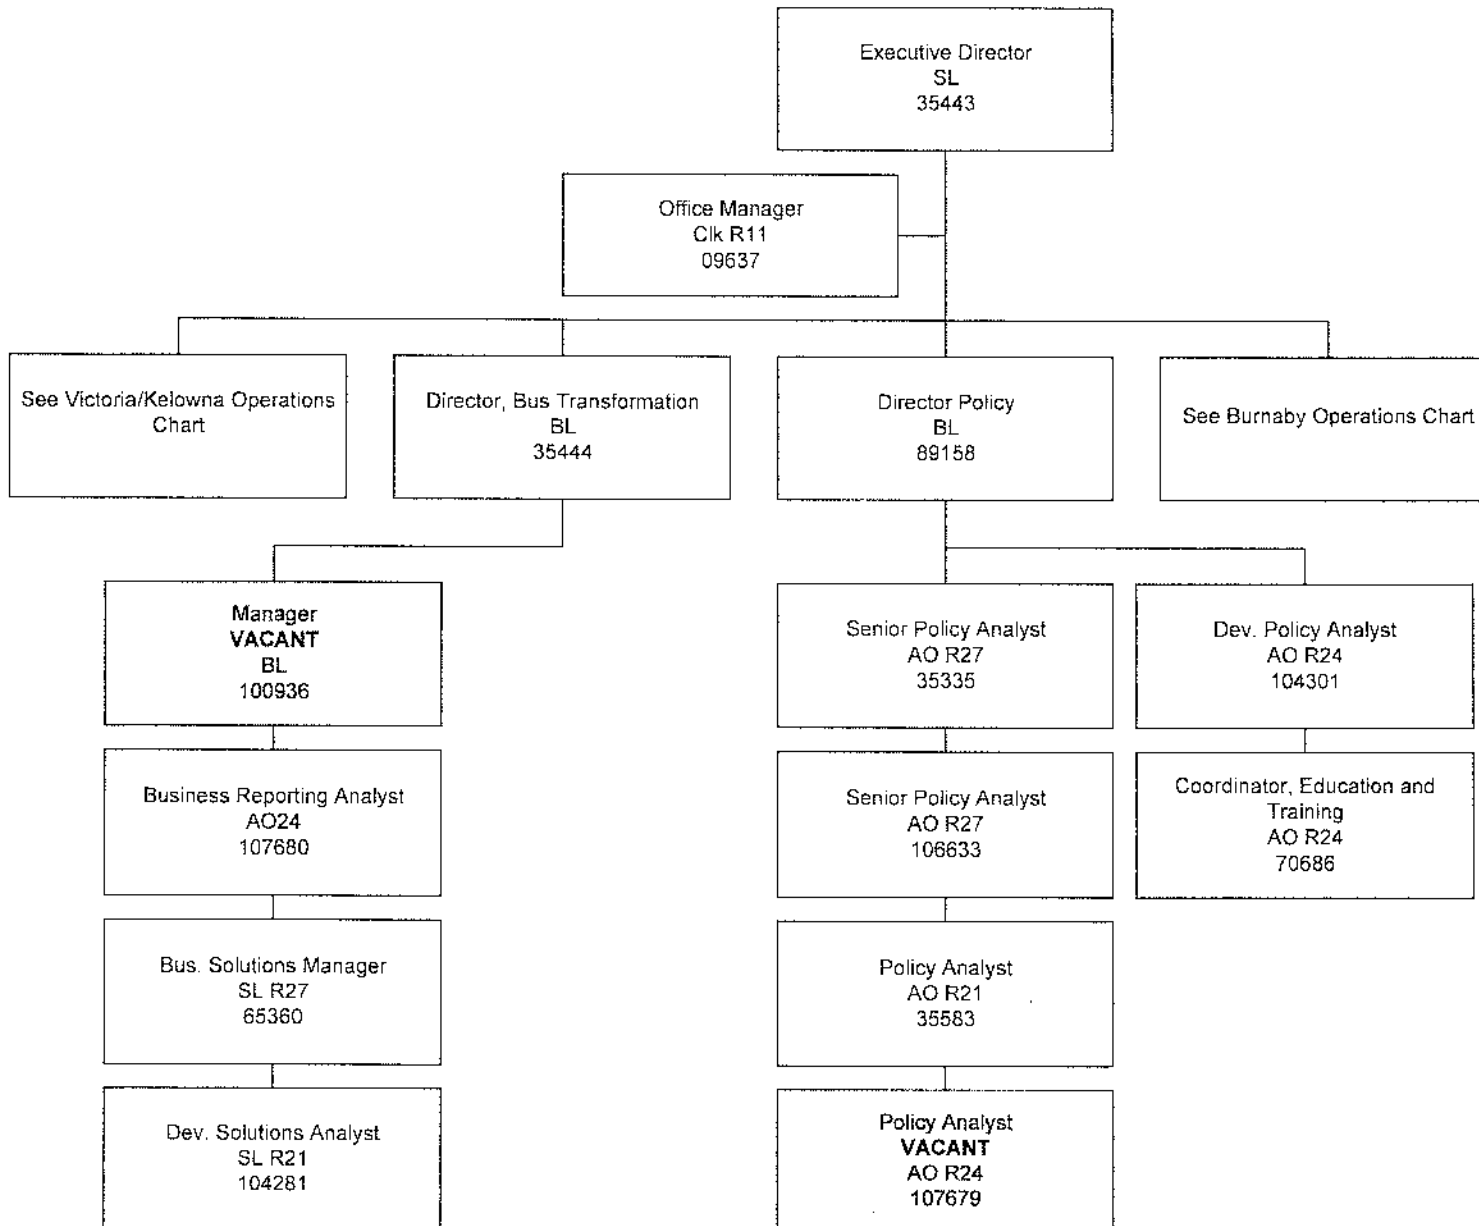 Executive Director
SL
35443
Office Manager
Clk R11
09637
See Victoria/Kelowna Operations
Chart
Director, Bus Transformation
BL
35444
Director Policy
BL
89158
See Burnaby Operations Chart
Manager
VACANT
BL
100936
Senior Policy Analyst
AO R27
35335
Dev. Policy Analyst
AO R24
104301
Business Reporting Analyst
AO24
107680
Senior Policy Analyst
AO R27
106633
Coordinator, Education and
Training
AO R24
70686
Bus. Solutions Manager
SL R27
65360
Policy Analyst
AO R21
35583
Dev. Solutions Analyst
SL R21
104281
Policy Analyst
VACANT
AO R24
107679